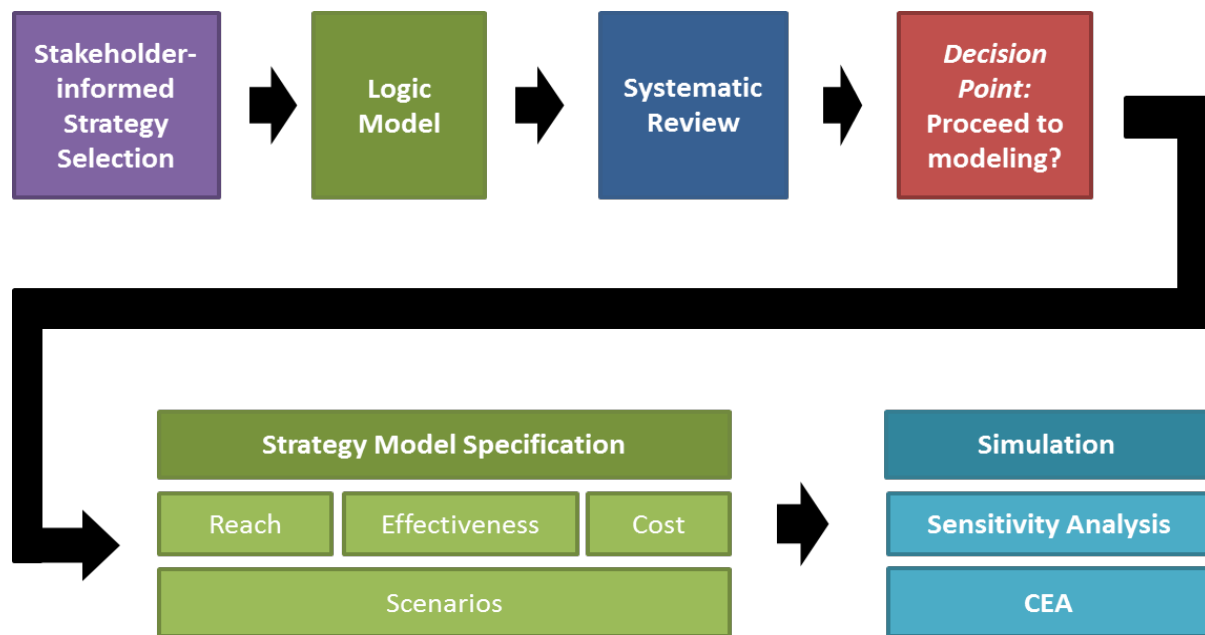 Stakeholder-
informed
Strategy
Selection
Logic
Model
Systematic
Review
Decision
Point:
Proceed to
modeling?
Strategy Model Specification
Reach
Effectiveness
Cost
Scenarios
Simulation
Sensitivity Analysis
CEA